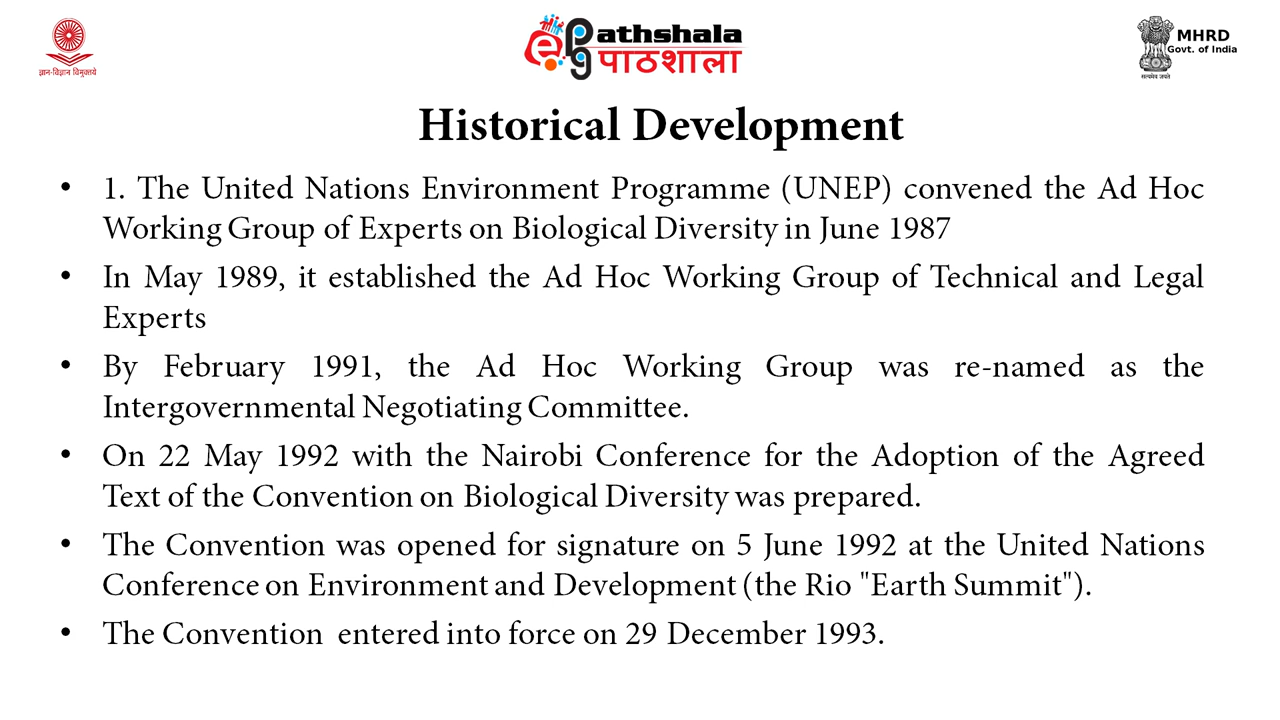 ज्ञान-विज्ञान विमुक्तये
ePgathshala
पाठशाला
MHRD
Govt. of India
सत्यमेव जयते
Historical Development
• 1. The United Nations Environment Programme (UNEP) convened the Ad Hoc
Working Group of Experts on Biological Diversity in June 1987
• In May 1989, it established the Ad Hoc Working Group of Technical and Legal
Experts
• By February 1991, the Ad Hoc Working Group was re-named as the
Intergovernmental Negotiating Committee.
• On 22 May 1992 with the Nairobi Conference for the Adoption of the Agreed
Text of the Convention on Biological Diversity was prepared.
• The Convention was opened for signature on 5 June 1992 at the United Nations
Conference on Environment and Development (the Rio "Earth Summit").
• The Convention entered into force on 29 December 1993.